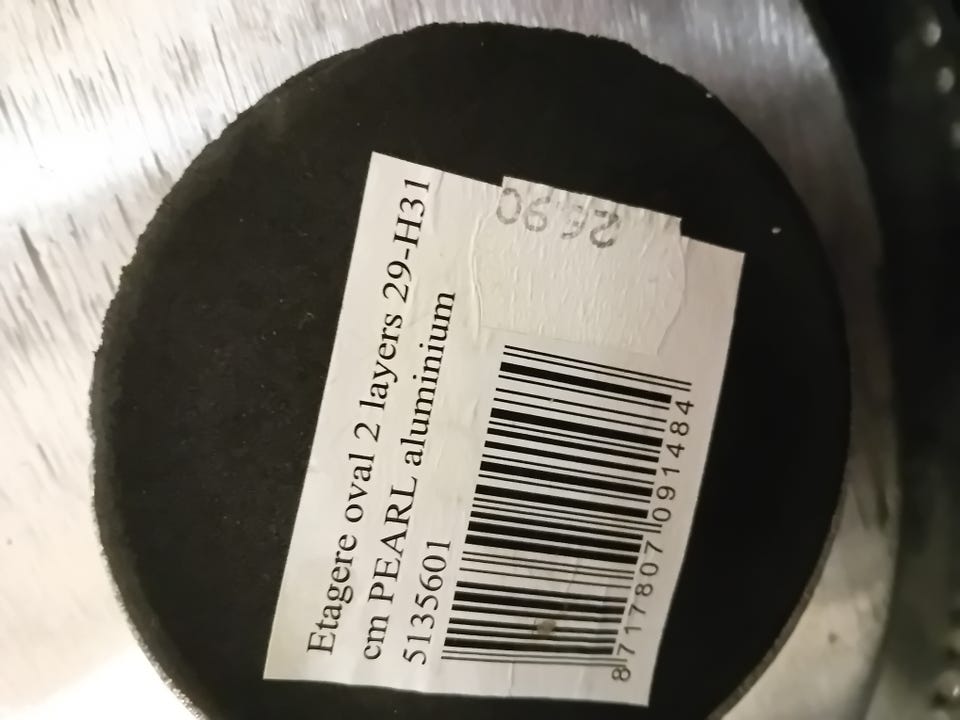 Etagere oval 2 layers 29-H31
cm PEARL aluminium
5135601
26.90
8717807091484